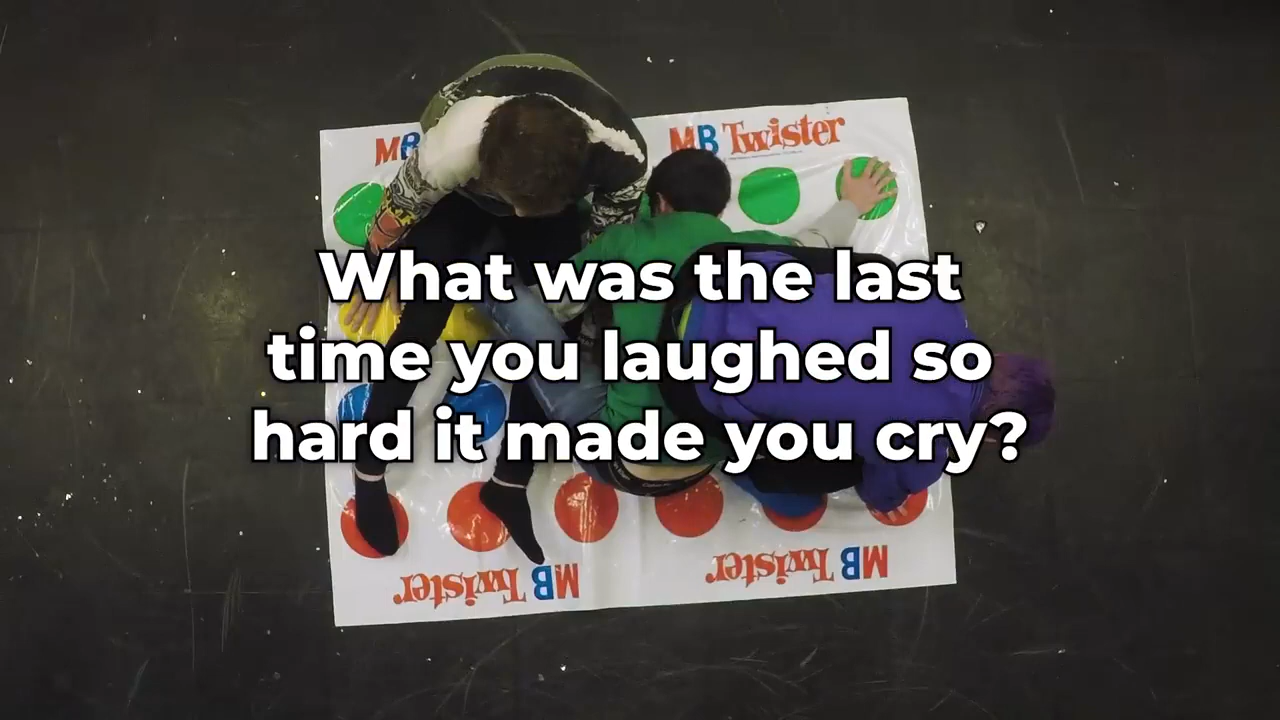 MB
MB Twister
What was the last
time you laughed so
hard it made you cry?
MB Twister
MB Twister